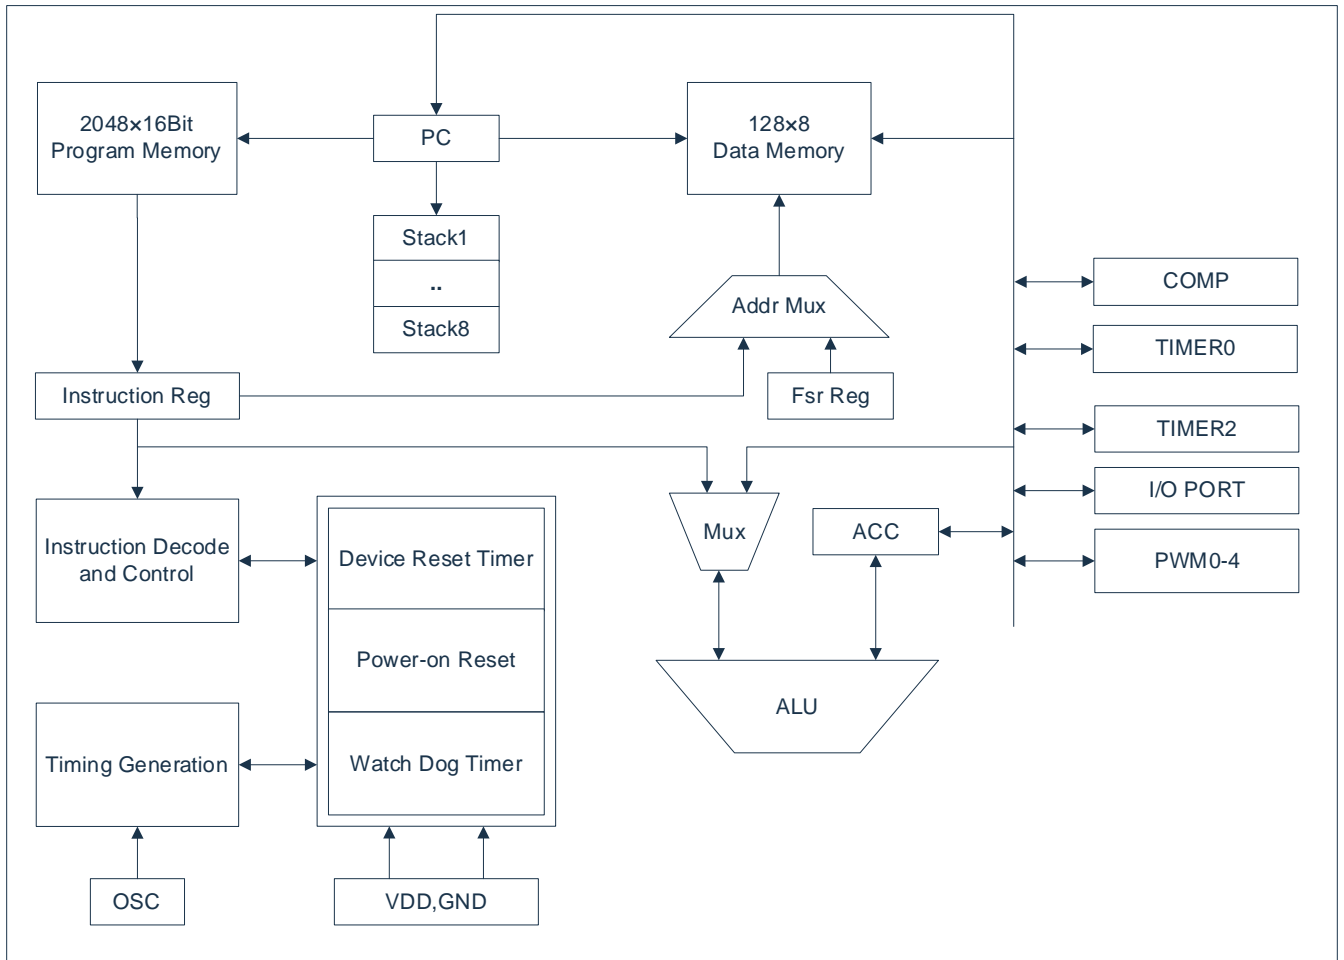 2048×16Bit
Program Memory
PC
128×8
Data Memory
Stack1
..
Stack8
Addr Mux
COMP
TIMER0
Instruction Reg
Fsr Reg
TIMER2
I/O PORT
Instruction Decode
and Control
Device Reset Timer
Mux
ACC
PWM0-4
Power-on Reset
ALU
Timing Generation
Watch Dog Timer
OSC
VDD,GND